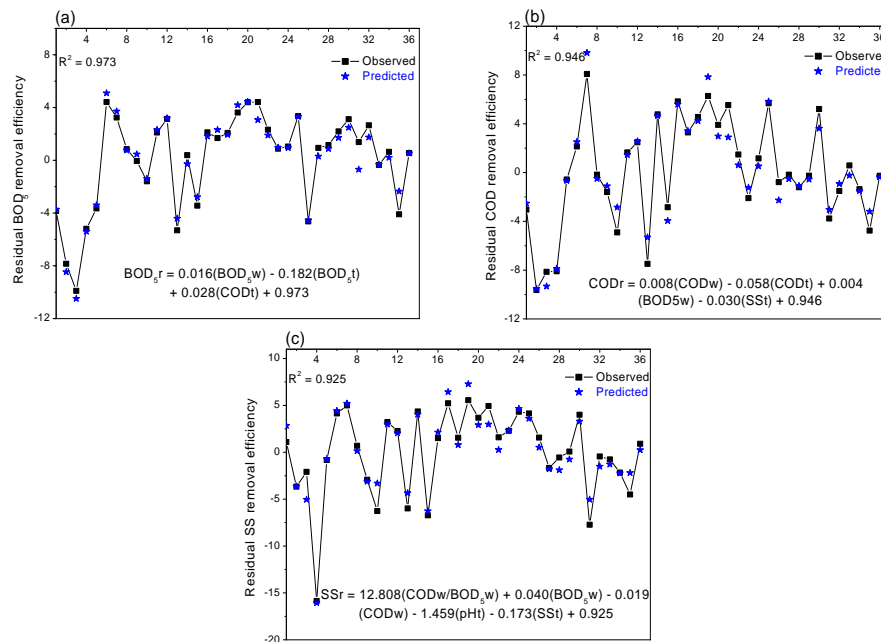 (a)
4 8 12 16 20 24 28 32 36
R² = 0.973
Observed
Predicted
8
4
0
-4
-8
-12
Residual BOD₅ removal efficiency
BOD₅r = 0.016(BOD₅w) - 0.182(BOD₅t)
+ 0.028(CODt) + 0.973
(b)
4 8 12 16 20 24 28 32 36
R² = 0.946
Observed
Predicte
12
8
4
0
-4
-8
-12
Residual COD removal efficiency
CODr = 0.008(CODw) - 0.058(CODt) + 0.004
(BOD5w) - 0.030(SSt) + 0.946
(c)
4 8 12 16 20 24 28 32 36
R² = 0.925
Observed
Predicted
10
5
0
-5
-10
-15
-20
Residual SS removal efficiency
SSr = 12.808(CODw/BOD₅w) + 0.040(BOD₅w) - 0.019
(CODw) - 1.459(pHt) - 0.173(SSt) + 0.925